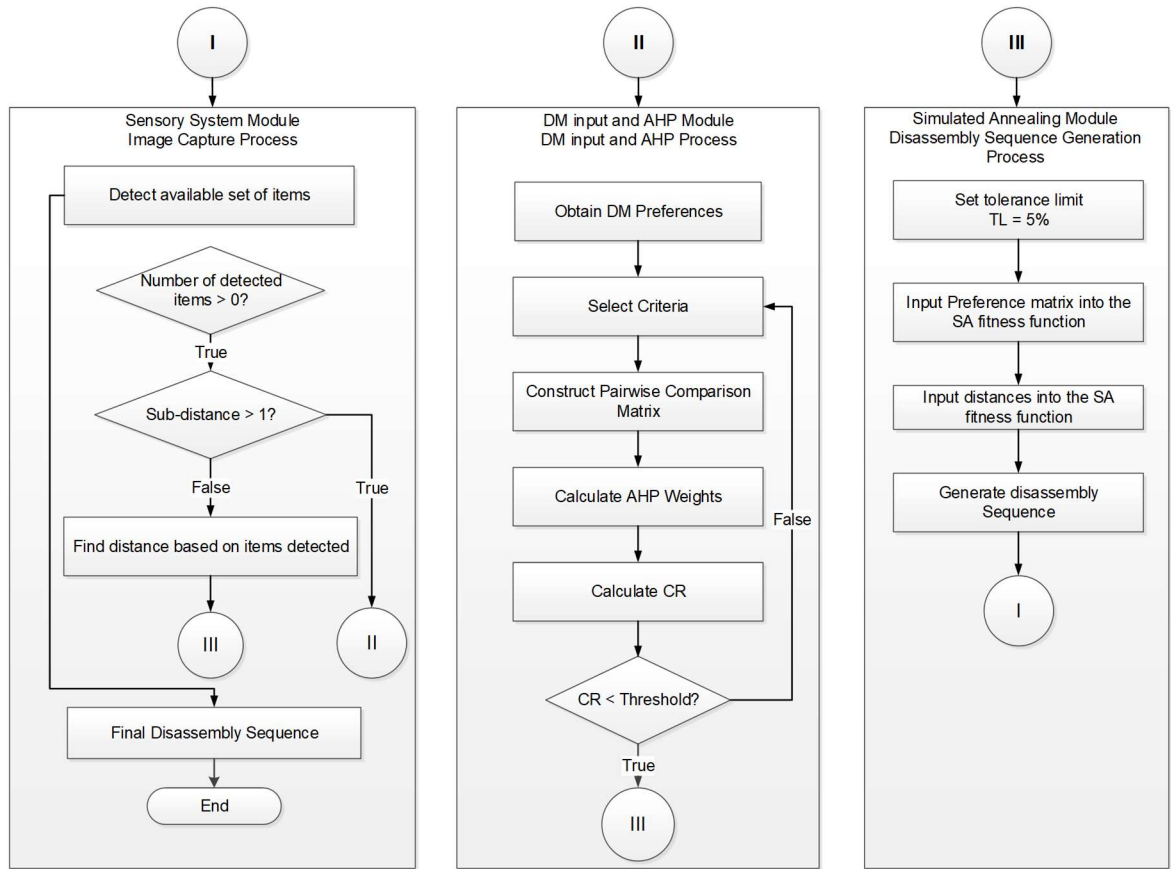 I
Sensory System Module
Image Capture Process
Detect available set of items
Number of detected
items > 0?
True
Sub-distance > 1?
False
True
Find distance based on items detected
III
II
Final Disassembly Sequence
End
II
DM input and AHP Module
DM input and AHP Process
Obtain DM Preferences
Select Criteria
Construct Pairwise Comparison
Matrix
Calculate AHP Weights
False
Calculate CR
CR < Threshold?
True
III
III
Simulated Annealing Module
Disassembly Sequence Generation
Process
Set tolerance limit
TL = 5%
Input Preference matrix into the
SA fitness function
Input distances into the SA
fitness function
Generate disassembly
Sequence
I